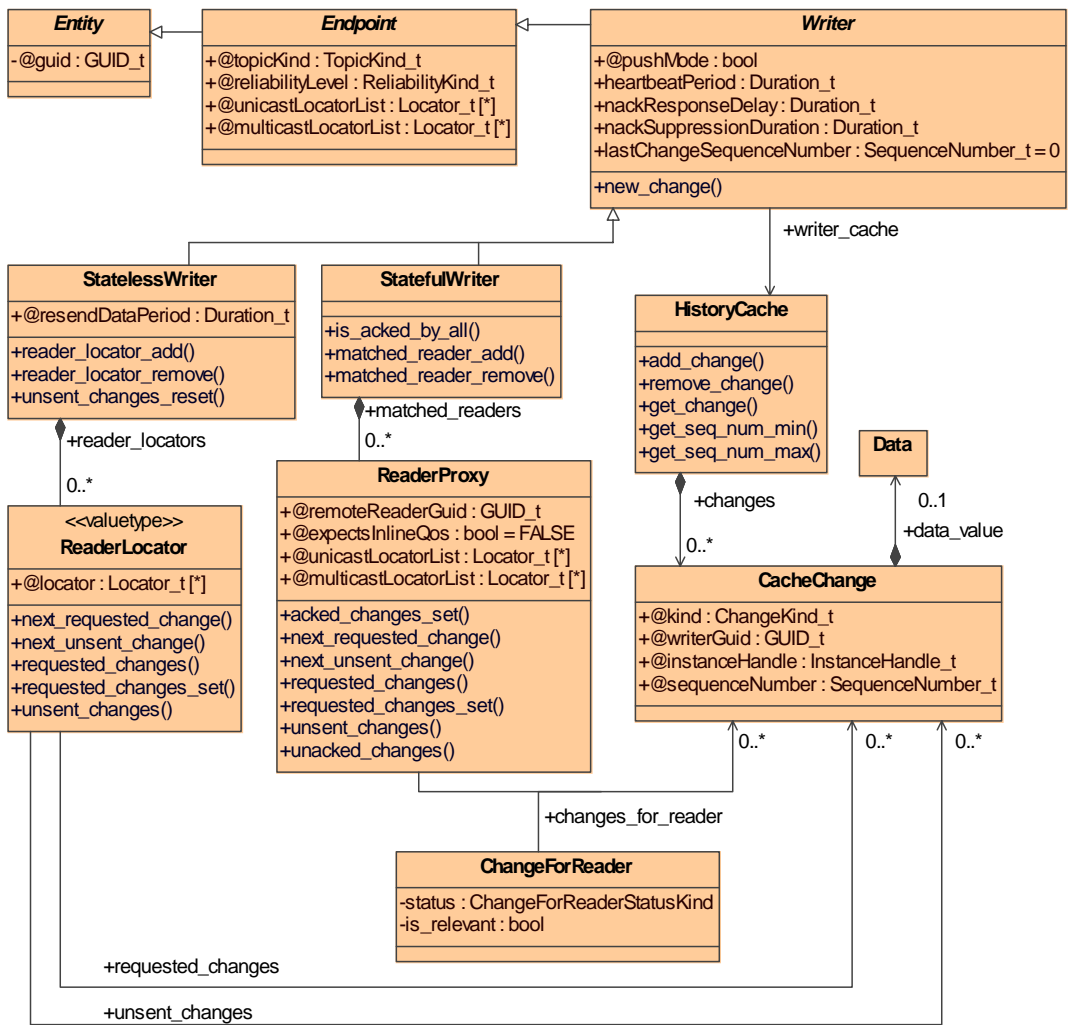 Entity
-@guid : GUID_t
Endpoint
+@topicKind : TopicKind_t
+@reliabilityLevel : ReliabilityKind_t
+@unicastLocatorList : Locator_t [*]
+@multicastLocatorList : Locator_t [*]
Writer
+@pushMode : bool
+heartbeatPeriod : Duration_t
+nackResponseDelay : Duration_t
+nackSuppressionDuration : Duration_t
+lastChangeSequenceNumber : SequenceNumber_t = 0
+new_change()
+writer_cache
StatelessWriter
+@resendDataPeriod : Duration_t
+reader_locator_add()
+reader_locator_remove()
+unsent_changes_reset()
+reader_locators
0..*
StatefulWriter
+is_acked_by_all()
+matched_reader_add()
+matched_reader_remove()
+matched_readers
0..*
HistoryCache
+add_change()
+remove_change()
+get_change()
+get_seq_num_min()
+get_seq_num_max()
+changes
0..*
Data
0..1
+data_value
<<valuetype>>
ReaderLocator
+@locator : Locator_t [*]
+next_requested_change()
+next_unsent_change()
+requested_changes()
+requested_changes_set()
+unsent_changes()
ReaderProxy
+@remoteReaderGuid : GUID_t
+@expectsInlineQos : bool = FALSE
+@unicastLocatorList : Locator_t [*]
+@multicastLocatorList : Locator_t [*]
+acked_changes_set()
+next_requested_change()
+next_unsent_change()
+requested_changes()
+requested_changes_set()
+unsent_changes()
+unacked_changes()
CacheChange
+@kind : ChangeKind_t
+@writerGuid : GUID_t
+@instanceHandle : InstanceHandle_t
+@sequenceNumber : SequenceNumber_t
0..*
0..*
0..*
+changes_for_reader
ChangeForReader
-status : ChangeForReaderStatusKind
-is_relevant : bool
+requested_changes
+unsent_changes